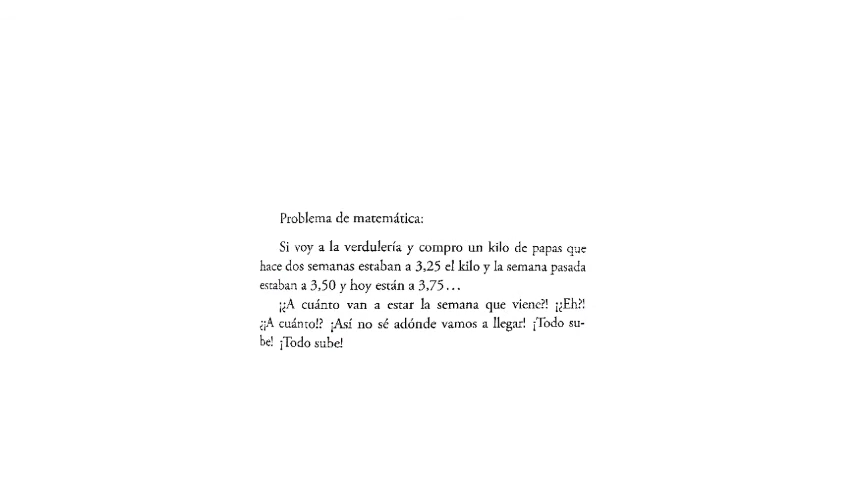 Problema de matemática:
Si voy a la verdulería y compro un kilo de papas que
hace dos semanas estaban a 3,25 el kilo y la semana pasada
estaban a 3,50 y hoy están a 3,75...
¡¿A cuánto van a estar la semana que viene?! ¡¿Eh?!
¿¡A cuánto!? ¡Así no sé adónde vamos a llegar! ¡Todo su-
be! ¡Todo sube!